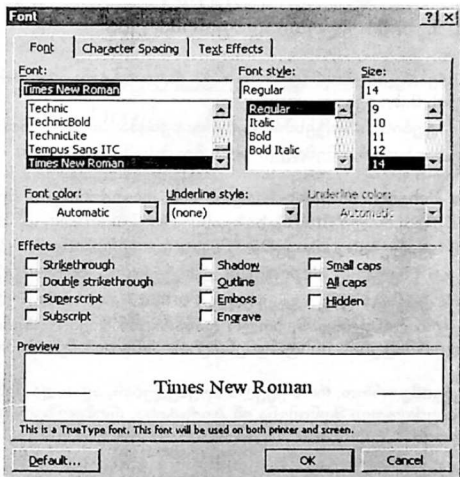 Font
Font Character Spacing Text Effects
Font: Font style: Size:
Times New Roman Regular 14
Technic Regular 9
TechnicBold Italic 10
TechnicLite Bold 11
Tempus Sans ITC Bold Italic 12
Times New Roman 14
Font color: Underline style: Underline color:
Automatic (none) Automatic
Effects
Strikethrough Shadow Small caps
Double strikethrough Outline All caps
Superscript Emboss Hidden
Subscript Engrave
Preview
Times New Roman
This is a TrueType font. This font will be used on both printer and screen.
Default... OK Cancel